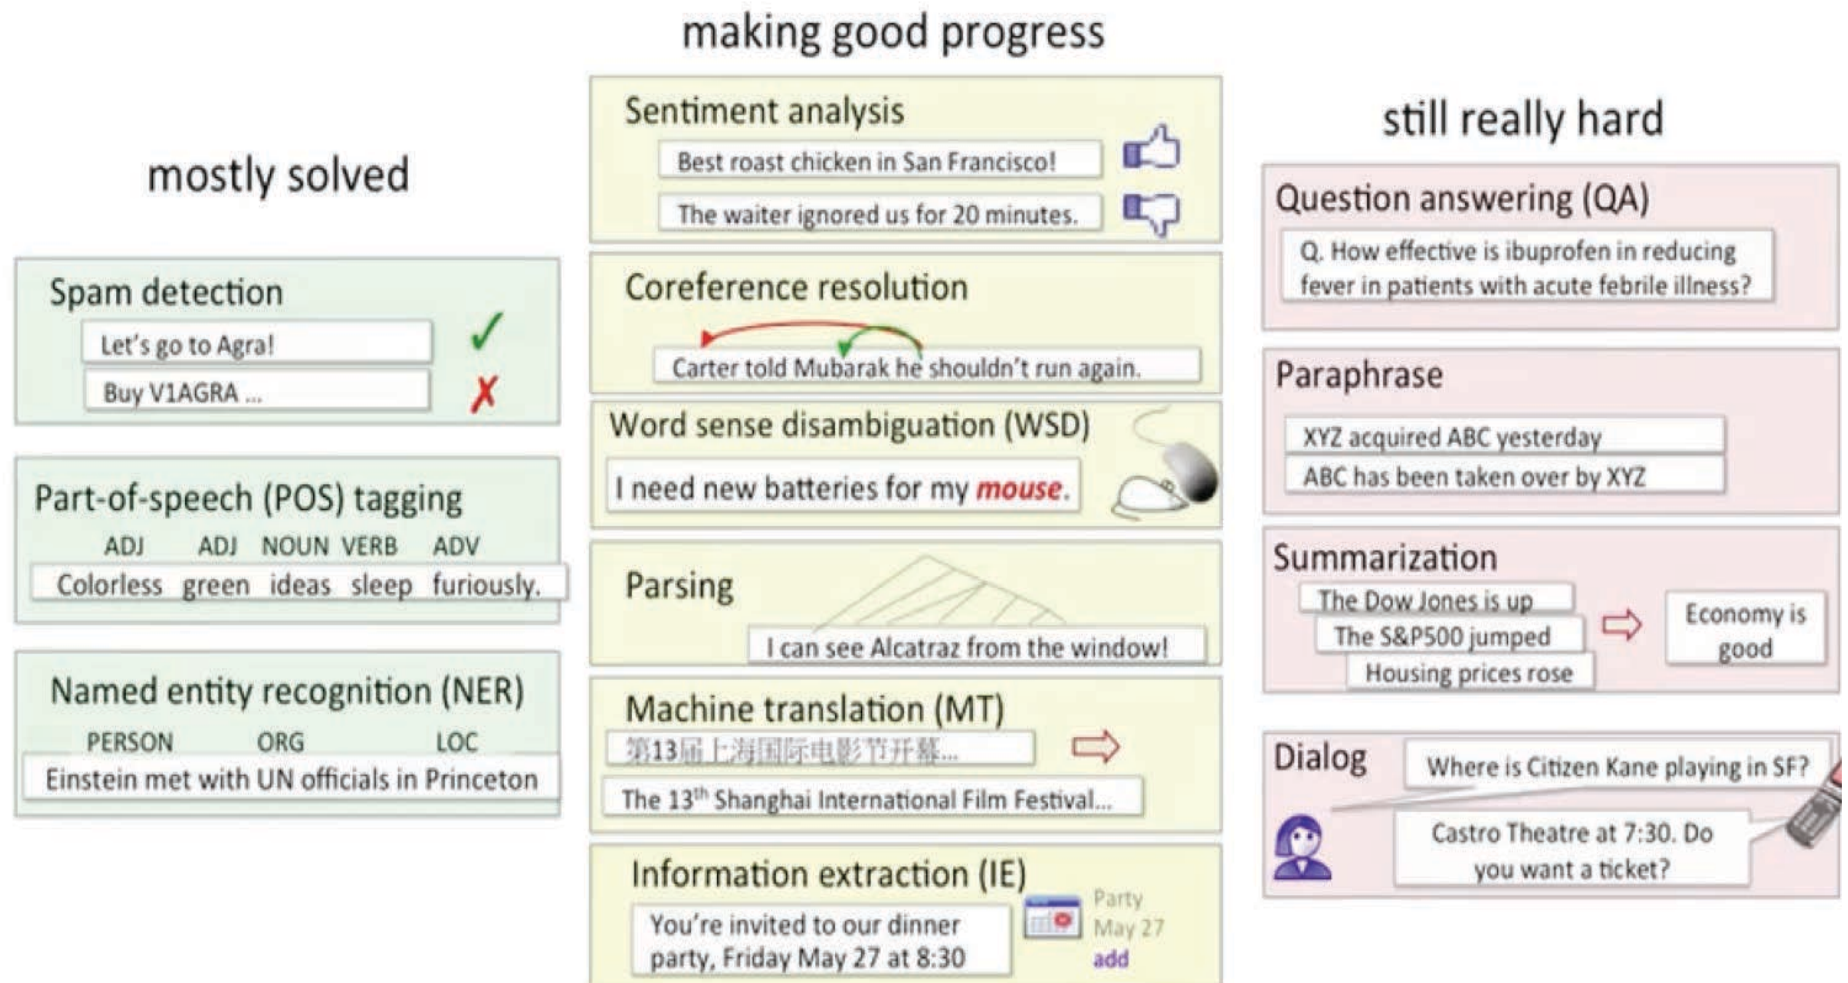 mostly solved
Spam detection
Let's go to Agra!
Buy V1AGRA ...
Part-of-speech (POS) tagging
ADJ ADJ NOUN VERB ADV
Colorless green ideas sleep furiously.
Named entity recognition (NER)
PERSON ORG LOC
Einstein met with UN officials in Princeton
making good progress
Sentiment analysis
Best roast chicken in San Francisco!
The waiter ignored us for 20 minutes.
Coreference resolution
Carter told Mubarak he shouldn't run again.
Word sense disambiguation (WSD)
I need new batteries for my mouse.
Parsing
I can see Alcatraz from the window!
Machine translation (MT)
第13届上海国际电影节开幕...
The 13th Shanghai International Film Festival...
Information extraction (IE)
You're invited to our dinner
party, Friday May 27 at 8:30
Party
May 27
add
still really hard
Question answering (QA)
Q. How effective is ibuprofen in reducing
fever in patients with acute febrile illness?
Paraphrase
XYZ acquired ABC yesterday
ABC has been taken over by XYZ
Summarization
The Dow Jones is up
The S&P500 jumped
Housing prices rose
Economy is
good
Dialog
Where is Citizen Kane playing in SF?
Castro Theatre at 7:30. Do
you want a ticket?